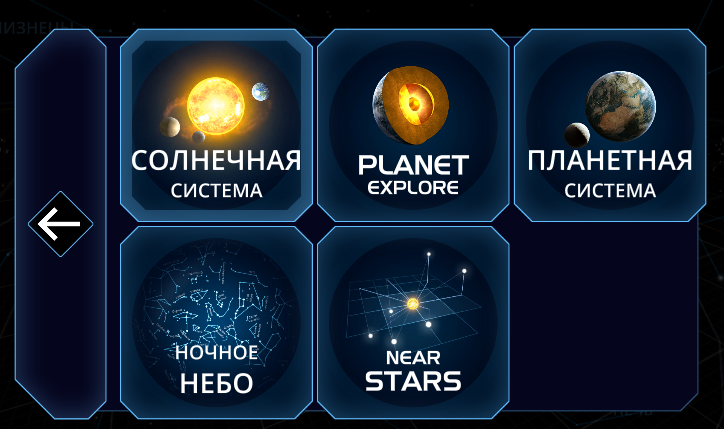 СОЛНЕЧНАЯ
СИСТЕМА
PLANET
EXPLORE
ПЛАНЕТНАЯ
СИСТЕМА
НОЧНОЕ
НЕБО
NEAR
STARS